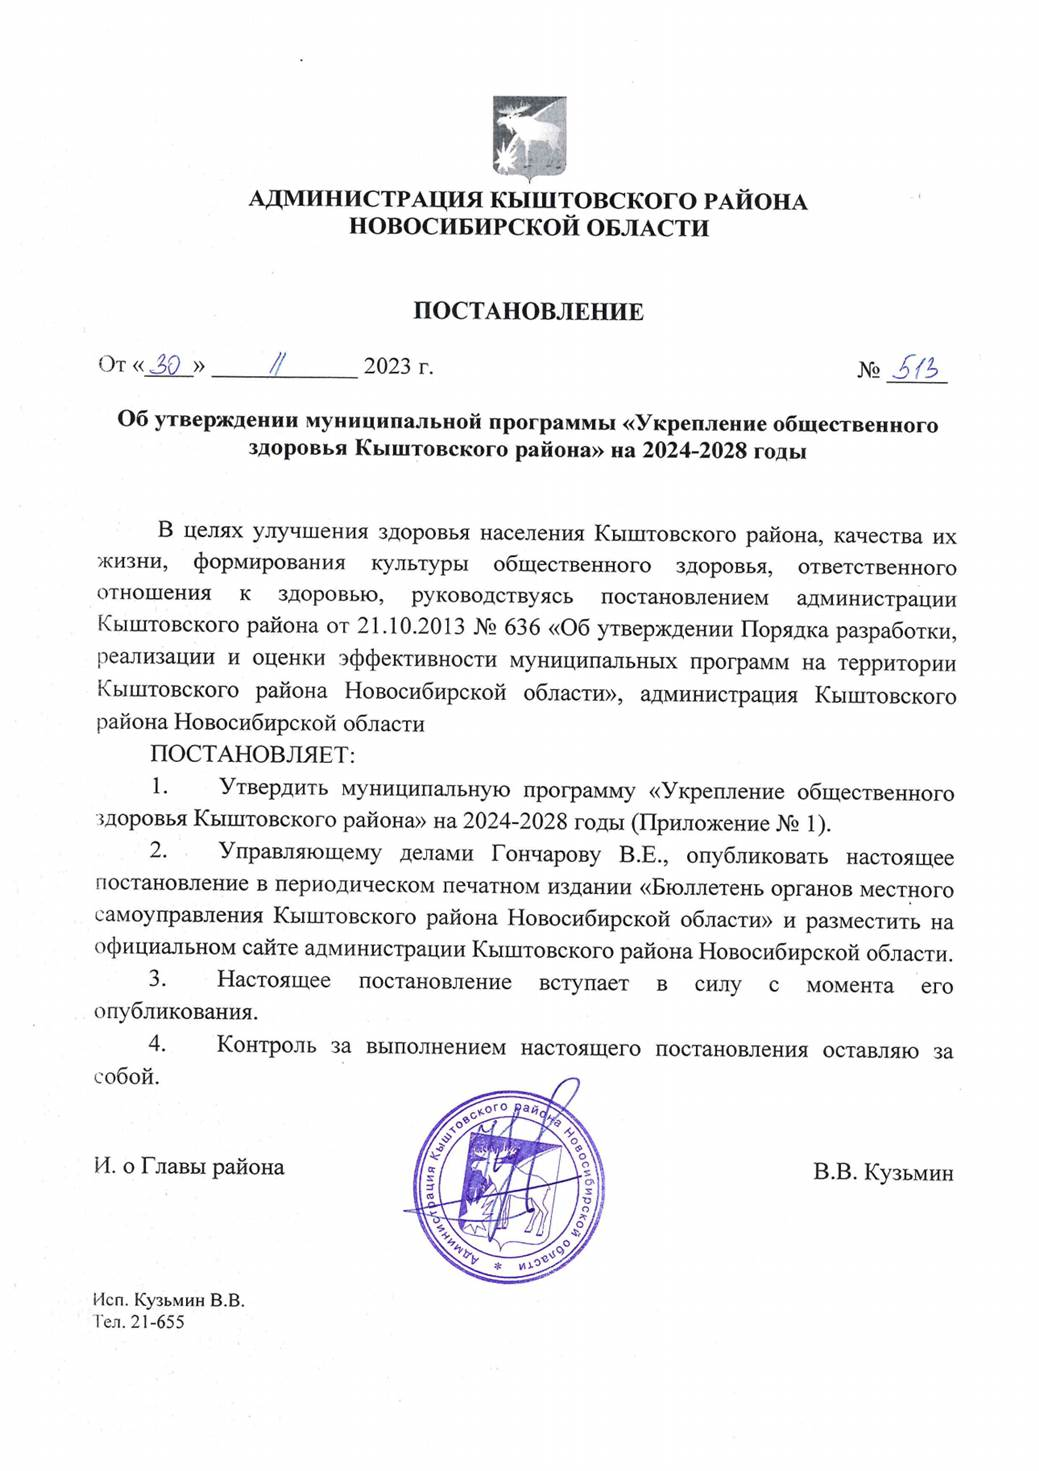 АДМИНИСТРАЦИЯ КЫШТОВСКОГО РАЙОНА
НОВОСИБИРСКОЙ ОБЛАСТИ
ПОСТАНОВЛЕНИЕ
От «30» 11 2023 г.
№ 513
Об утверждении муниципальной программы «Укрепление общественного
здоровья Кыштовского района» на 2024-2028 годы
В целях улучшения здоровья населения Кыштовского района, качества их
жизни, формирования культуры общественного здоровья, ответственного
отношения к здоровью, руководствуясь постановлением администрации
Кыштовского района от 21.10.2013 № 636 «Об утверждении Порядка разработки,
реализации и оценки эффективности муниципальных программ на территории
Кыштовского района Новосибирской области», администрация Кыштовского
района Новосибирской области
ПОСТАНОВЛЯЕТ:
1. Утвердить муниципальную программу «Укрепление общественного
здоровья Кыштовского района» на 2024-2028 годы (Приложение № 1).
2. Управляющему делами Гончарову В.Е., опубликовать настоящее
постановление в периодическом печатном издании «Бюллетень органов местного
самоуправления Кыштовского района Новосибирской области» и разместить на
официальном сайте администрации Кыштовского района Новосибирской области.
3. Настоящее постановление вступает в силу с момента его
опубликования.
4. Контроль за выполнением настоящего постановления оставляю за
собой.
И. о Главы района
Администрация Кыштовского района Новосибирской области *
В.В. Кузьмин
Исп. Кузьмин В.В.
Тел. 21-655